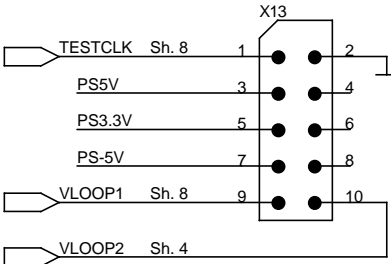 X13
TESTCLK Sh. 8 1 2
PS5V 3 4
PS3.3V 5 6
PS-5V 7 8
VLOOP1 Sh. 8 9 10
VLOOP2 Sh. 4